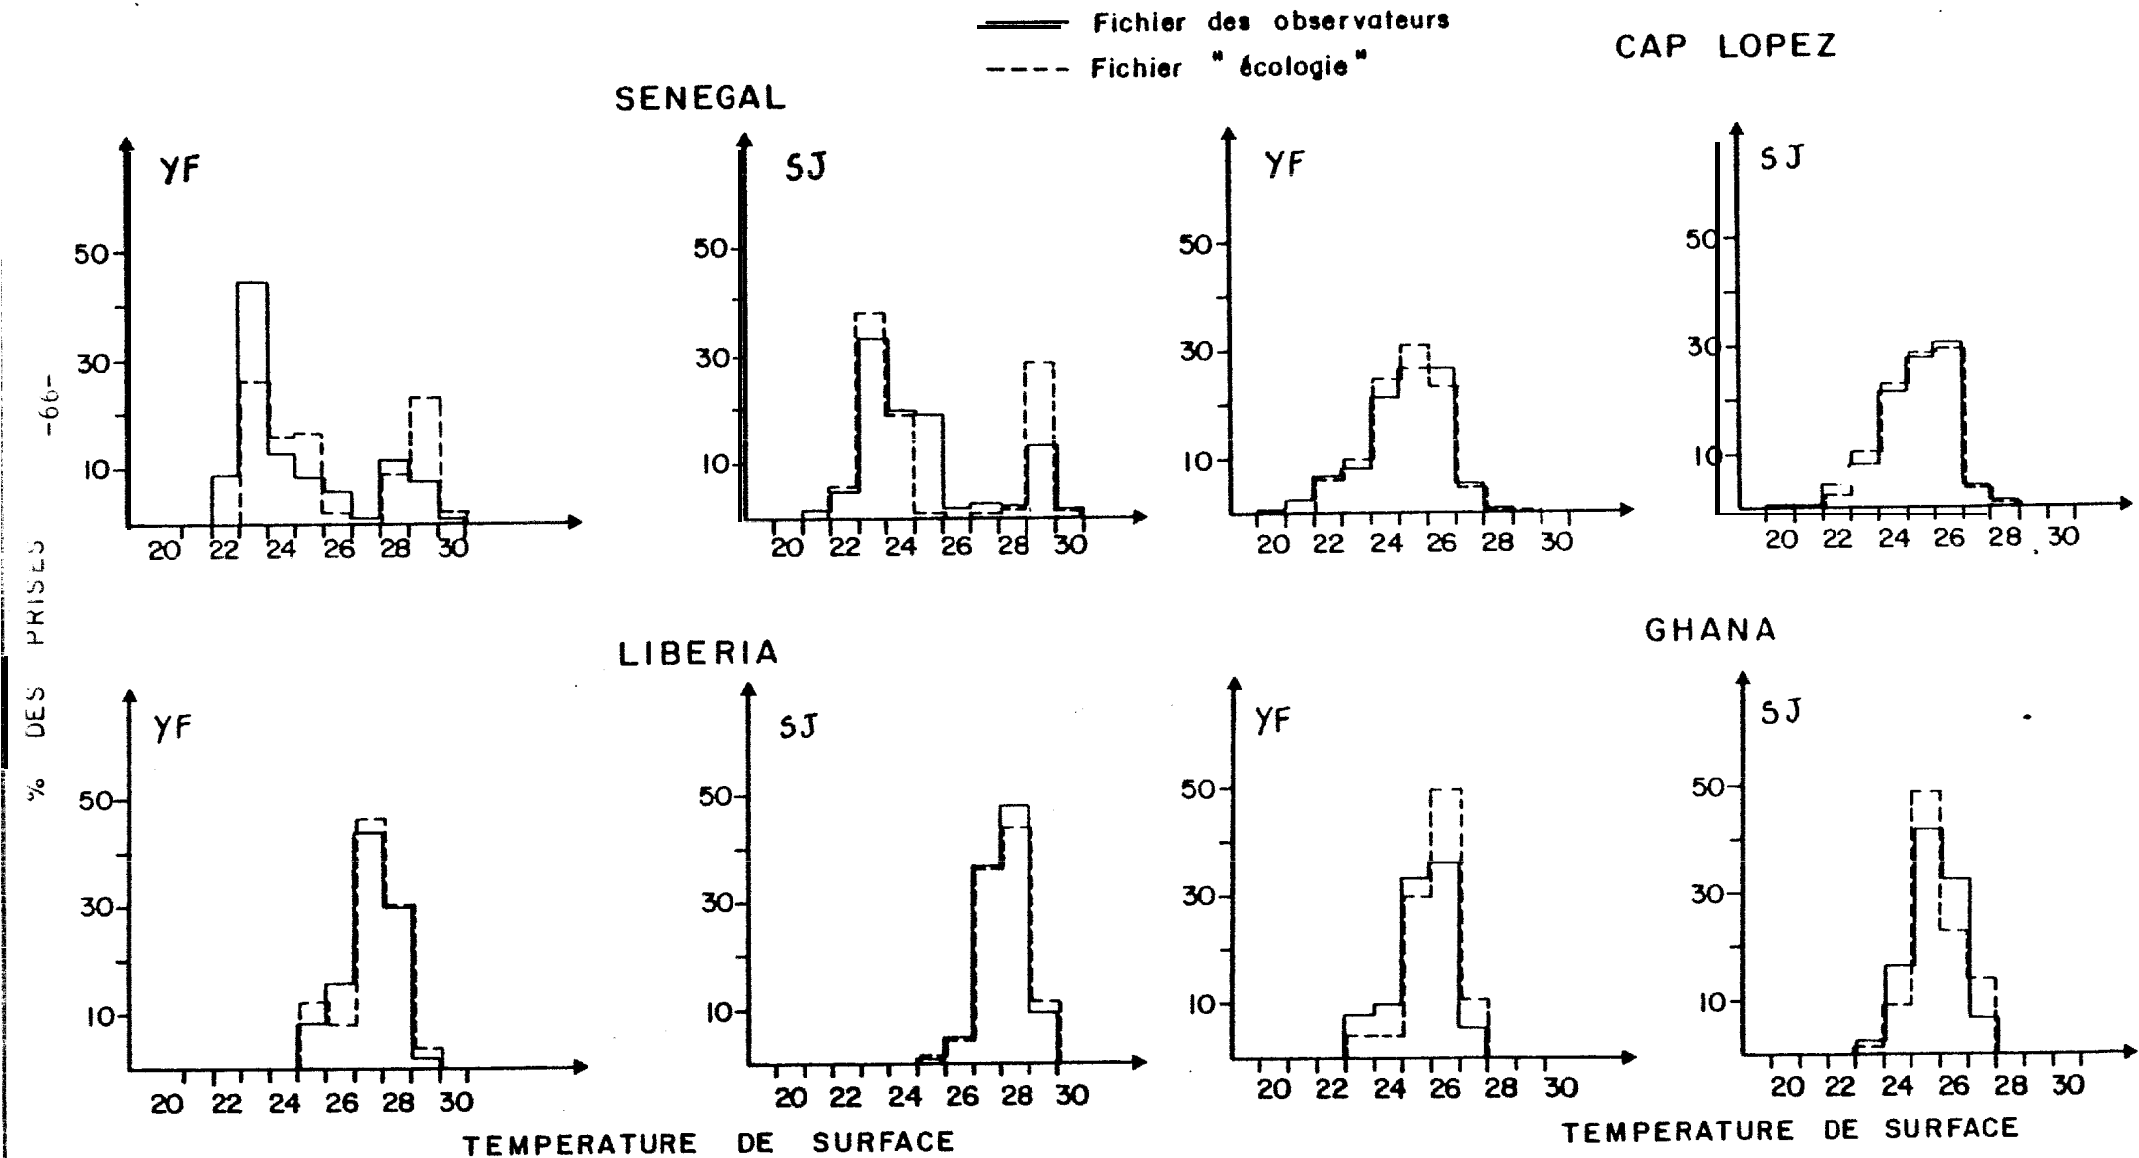 Fichier des observateurs
Fichier "écologie"
SENEGAL
CAP LOPEZ
YF
SJ
YF
SJ
50 30 10
50 30 10
50 30 10
50 30 10
20 22 24 26 28 30
20 22 24 26 28 30
20 22 24 26 28 30
20 22 24 26 28 30
-66-
% DES PRISES
LIBERIA
GHANA
YF
SJ
YF
SJ
50 30 10
50 30 10
50 30 10
50 30 10
20 22 24 26 28 30
20 22 24 26 28 30
20 22 24 26 28 30
20 22 24 26 28 30
TEMPERATURE DE SURFACE
TEMPERATURE DE SURFACE